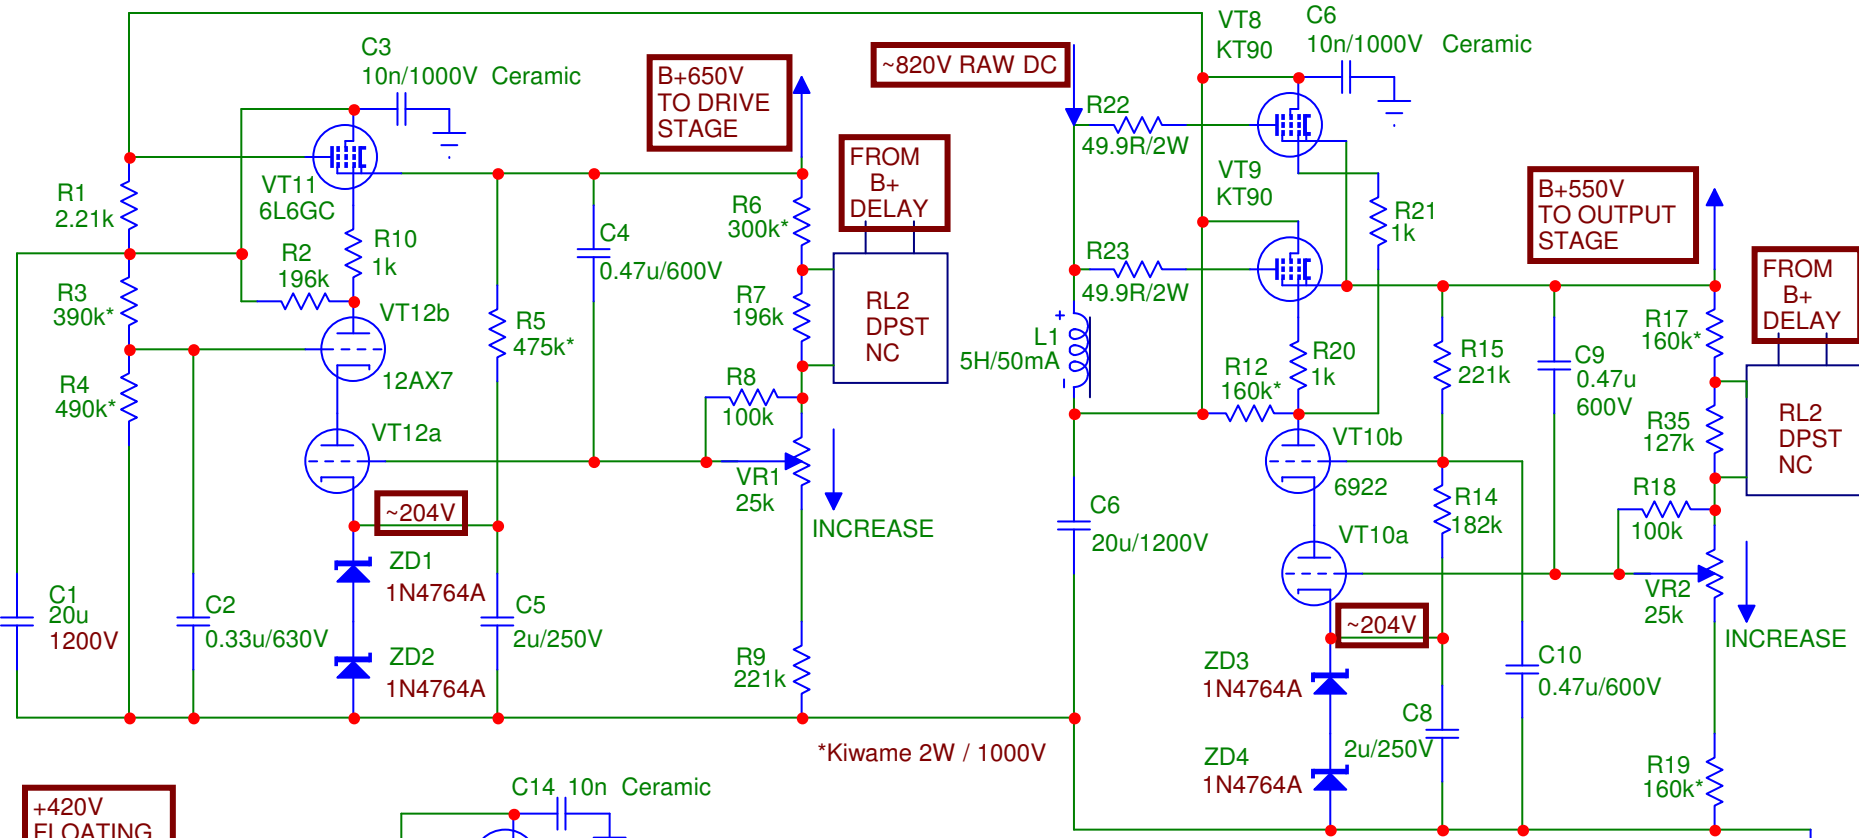 C3
10n/1000V Ceramic
B+650V
TO DRIVE
STAGE
~820V RAW DC
VT8
KT90
C6
10n/1000V Ceramic
R22
49.9R/2W
VT9
KT90
FROM
B+
DELAY
R1
2.21k
VT11
6L6GC
R2
196k
R10
1k
R6
300k*
C4
0.47u/600V
R21
1k
B+550V
TO OUTPUT
STAGE
R23
49.9R/2W
FROM
B+
DELAY
R3
390k*
VT12b
R5
475k*
R7
196k
RL2
DPST
NC
L1
5H/50mA
+
-
R12
160k*
R20
1k
R15
221k
C9
0.47u
600V
R17
160k*
R4
490k*
12AX7
R8
100k
VT12a
VR1
25k
INCREASE
~204V
VT10b
6922
R14
182k
R35
127k
RL2
DPST
NC
R18
100k
C6
20u/1200V
VT10a
VR2
25k
INCREASE
~204V
ZD1
1N4764A
C1
20u
1200V
C2
0.33u/630V
C5
2u/250V
ZD2
1N4764A
R9
221k
ZD3
1N4764A
C10
0.47u/600V
C8
2u/250V
ZD4
1N4764A
R19
160k*
*Kiwame 2W / 1000V
C14 10n Ceramic
+420V
FLOATING